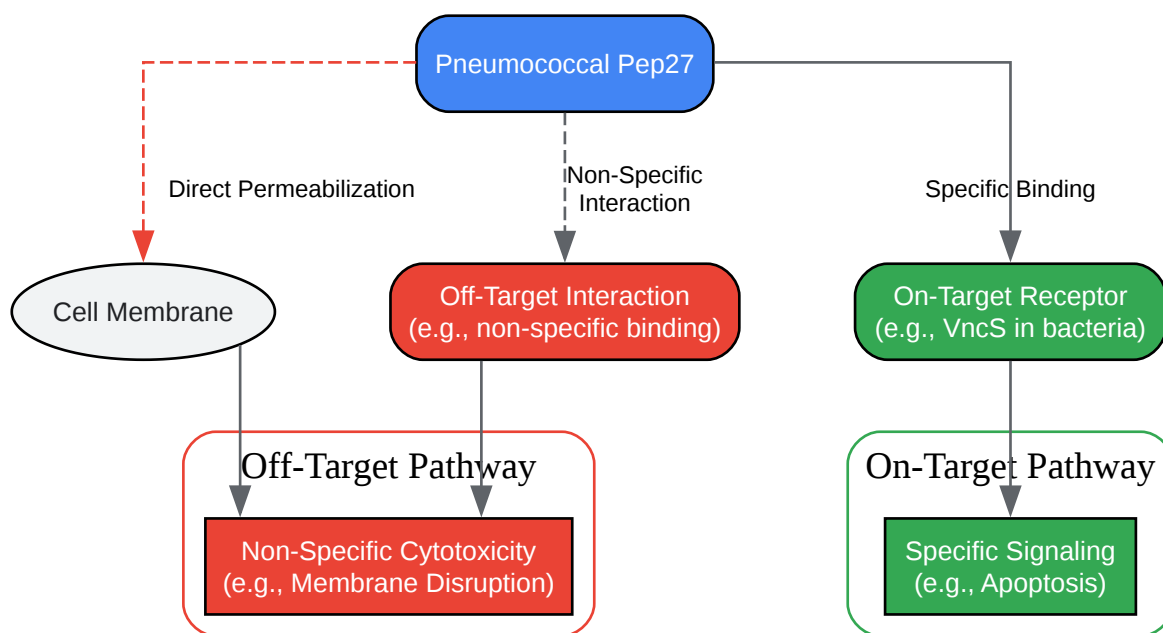 Pneumococcal Pep27
Direct Permeabilization
Non-Specific
Interaction
Specific Binding
Cell Membrane
Off-Target Interaction
(e.g., non-specific binding)
On-Target Receptor
(e.g., VncS in bacteria)
Off-Target Pathway
On-Target Pathway
Non-Specific Cytotoxicity
(e.g., Membrane Disruption)
Specific Signaling
(e.g., Apoptosis)